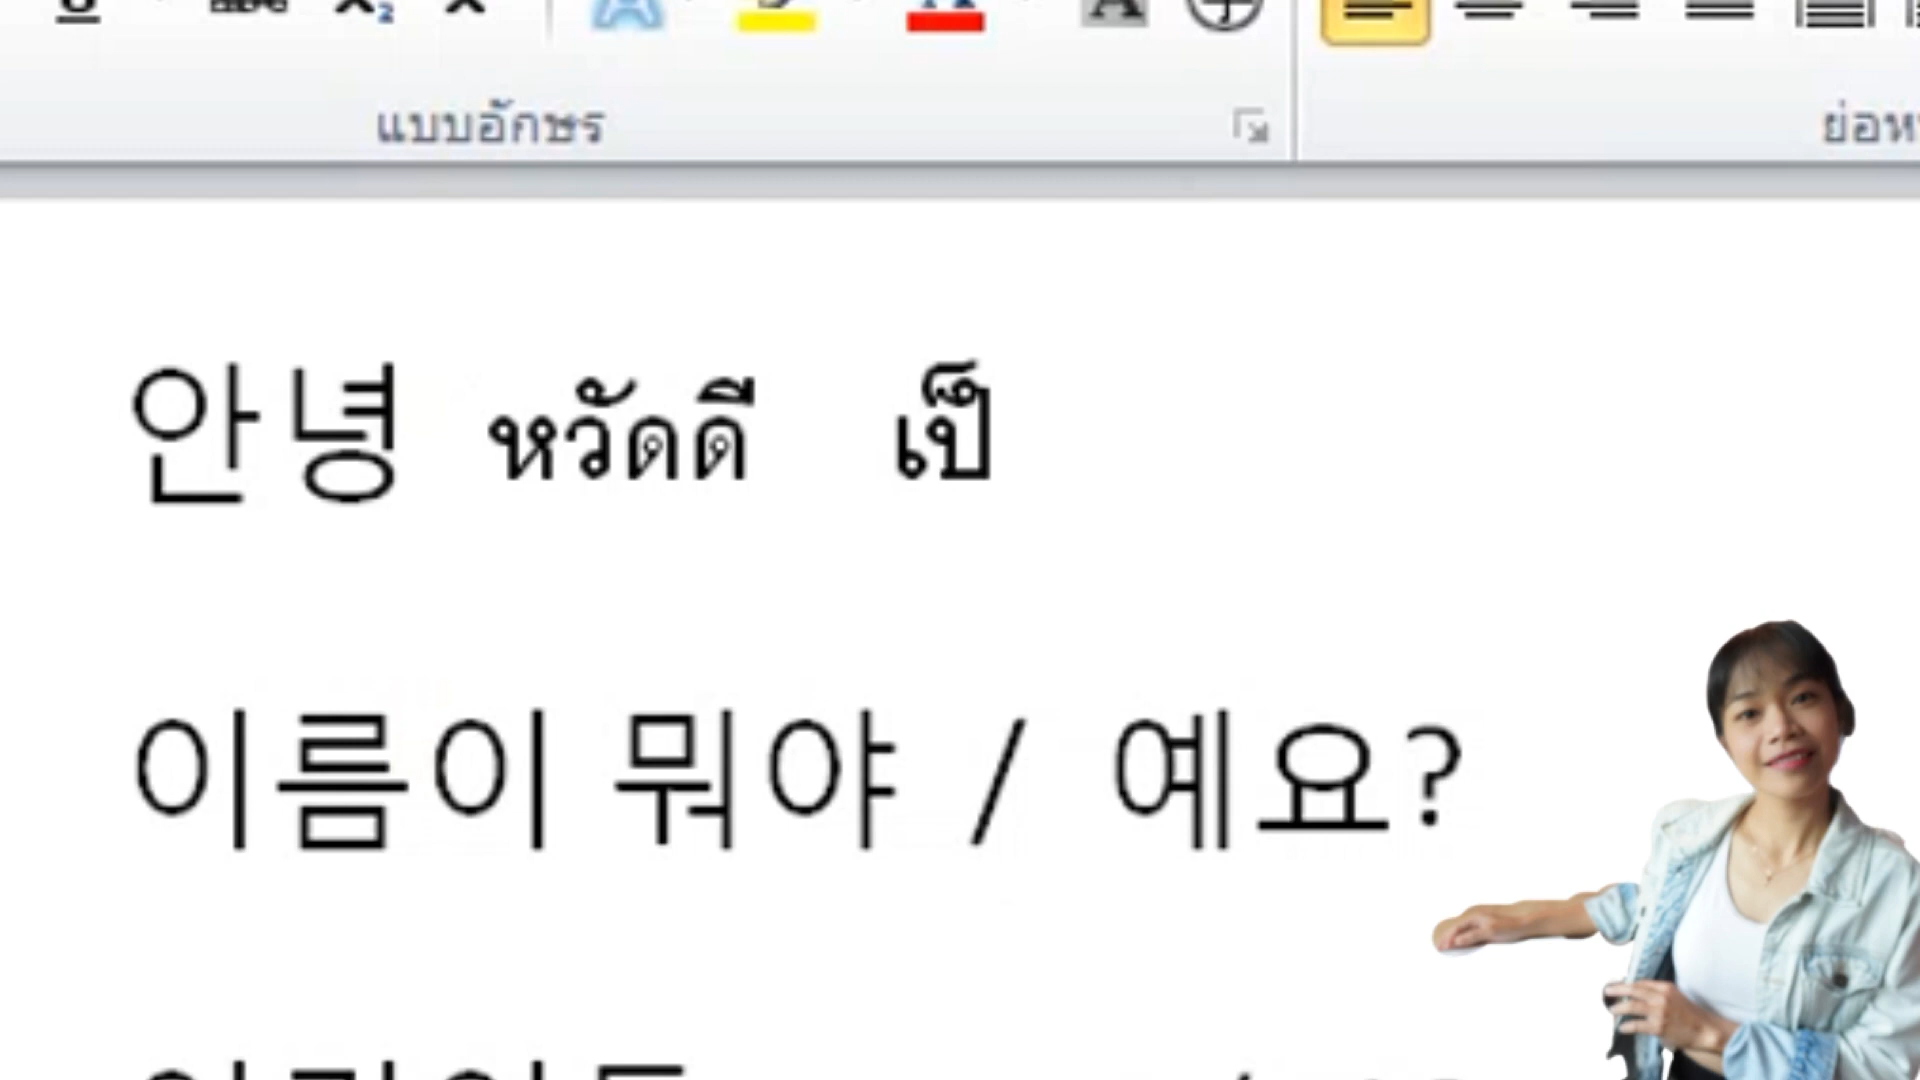 แบบอักษร
안녕 หวัดดี เป็
이름이 뭐야 / 예요?